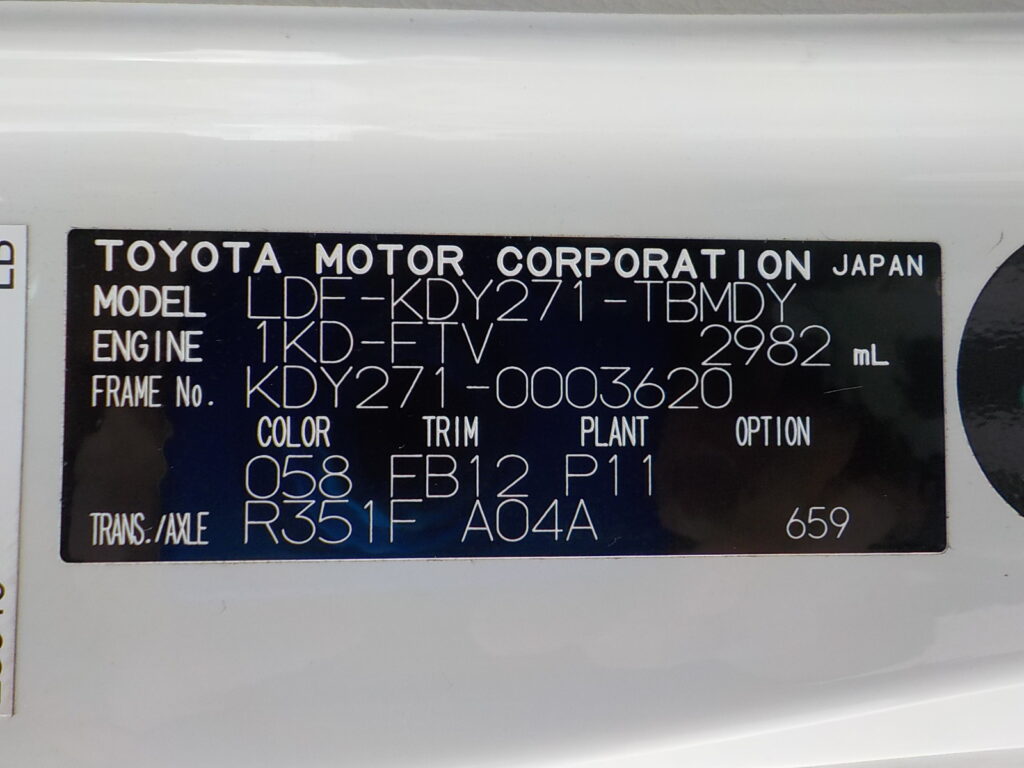 TOYOTA MOTOR CORPORATION JAPAN
MODEL LDF-KDY271-TBMDY
ENGINE 1KD-FTV 2982 mL
FRAME No. KDY271-0003620
COLOR TRIM PLANT OPTION
058 EB12 P11
TRANS./AXLE R351F A04A 659